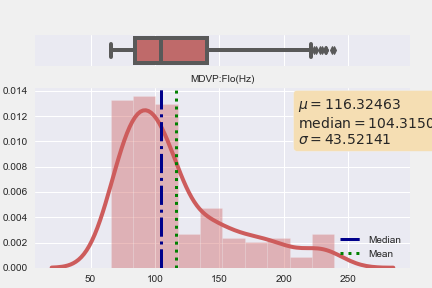 MDVP:Flo(Hz)
0.014
0.012
0.010
0.008
0.006
0.004
0.002
0.000
μ = 116.32463
median = 104.3150
σ = 43.52141
Median
Mean
50 100 150 200 250